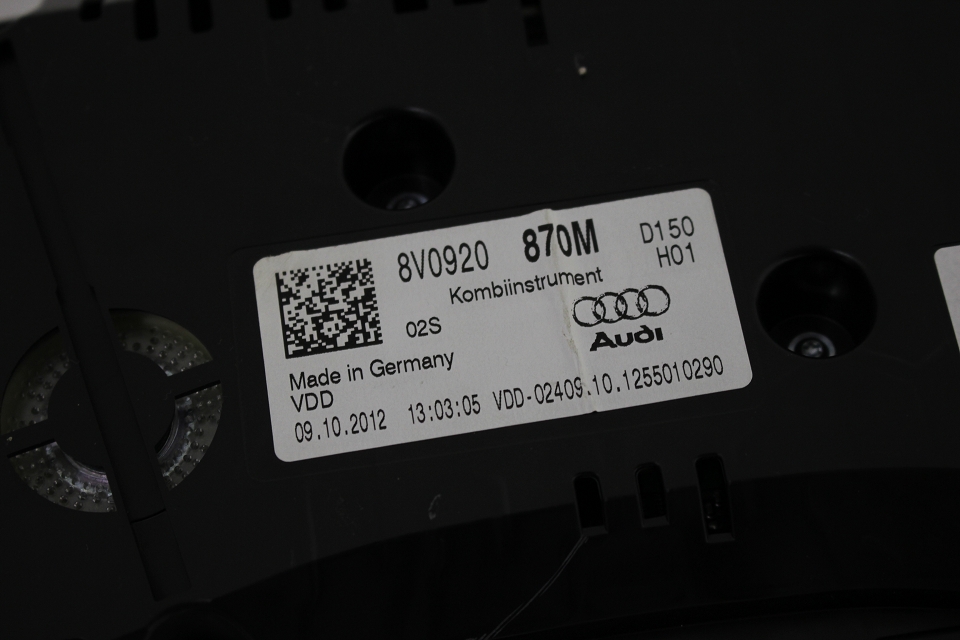 8V0920 870M D150
H01
Kombiinstrument
02S
Audi
Made in Germany
VDD
09.10.2012 13:03:05 VDD-02409.10.1255010290